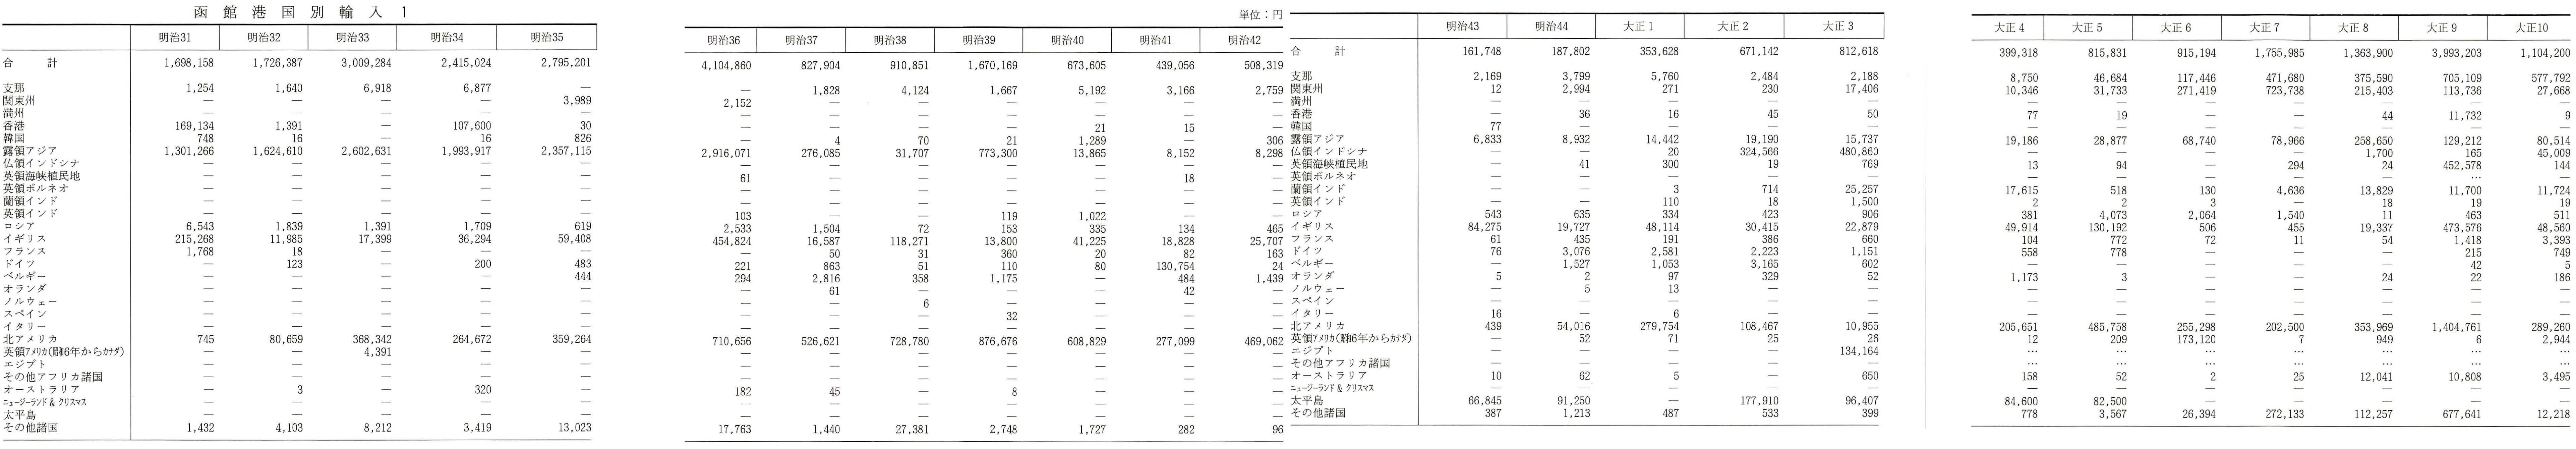 函館港国別輸入 1
明治31 明治32 明治33 明治34 明治35
合計 1,698,158 1,726,387 3,009,284 2,415,024 2,795,201
支那 1,254 1,640 6,918 6,877 —
関東州 — — — — 3,989
満州 — — — — —
香港 169,134 1,391 — 107,600 30
韓国 748 16 — 16 826
露領アジア 1,301,266 1,624,610 2,602,631 1,993,917 2,357,115
仏領インドシナ — — — — —
英領海峡植民地 — — — — —
英領ボルネオ — — — — —
蘭領インド — — — — —
英領インド — — — — —
ロシア 6,543 1,839 1,391 1,709 619
イギリス 215,268 11,985 17,399 36,294 59,408
フランス 1,768 18 — — —
ドイツ — 123 — 200 483
ベルギー — — — — 444
オランダ — — — — —
ノルウェー — — — — —
スペイン — — — — —
イタリー — — — — —
北アメリカ 745 80,659 368,342 264,672 359,264
英領アメリカ(昭和6年からカナダ) — — 4,391 — —
エジプト — — — — —
その他アフリカ諸国 — — — — —
オーストラリア — 3 — 320 —
ニュージーランド & クリスマス — — — — —
太平島 — — — — —
その他諸国 1,432 4,103 8,212 3,419 13,023
単位：円
明治36 明治37 明治38 明治39 明治40 明治41 明治42
4,104,860 827,904 910,851 1,670,169 673,605 439,056 508,319
— 1,828 4,124 1,667 5,192 3,166 2,759
2,152 — — — — — —
— — — — — — —
— — — — 21 15 —
— 4 70 21 1,289 — 306
2,916,071 276,085 31,707 773,300 13,865 8,152 8,298
— — — — — — —
61 — — — — 18 —
— — — — — — —
— — — — — — —
103 — — 119 1,022 — —
2,533 1,504 72 153 335 134 465
454,824 16,587 118,271 13,800 41,225 18,828 25,707
— 50 31 360 20 82 163
221 863 51 110 80 130,754 24
294 2,816 358 1,175 — 484 1,439
— 61 — — — 42 —
— — 6 — — — —
— — — 32 — — —
— — — — — — —
710,656 526,621 728,780 876,676 608,829 277,099 469,062
— — — — — — —
— — — — — — —
— — — — — — —
182 45 — 8 — — —
— — — — — — —
— — — — — — —
17,763 1,440 27,381 2,748 1,727 282 96
明治43 明治44 大正1 大正2 大正3
合計 161,748 187,802 353,628 671,142 812,618
支那 2,169 3,799 5,760 2,484 2,188
関東州 12 2,994 271 230 17,406
満州 — — — — —
香港 — 36 16 45 50
韓国 77 — — — —
露領アジア 6,833 8,932 14,442 19,190 15,737
仏領インドシナ — — 20 324,566 480,860
英領海峡植民地 — 41 300 19 769
英領ボルネオ — — — — —
蘭領インド — — 3 714 25,257
英領インド — — 110 18 1,500
ロシア 543 635 334 423 906
イギリス 84,275 19,727 48,114 30,415 22,879
フランス 61 435 191 386 660
ドイツ 76 3,076 2,581 2,223 1,151
ベルギー — 1,527 1,053 3,165 602
オランダ 5 2 97 329 52
ノルウェー — 5 13 — —
スペイン — — — — —
イタリー 16 — 6 — —
北アメリカ 439 54,016 279,754 108,467 10,955
英領アメリカ(昭和6年からカナダ) — 52 71 25 26
エジプト — — — — 134,164
その他アフリカ諸国 — — — — —
オーストラリア 10 62 5 — 650
ニュージーランド & クリスマス — — — — —
太平島 66,845 91,250 — 177,910 96,407
その他諸国 387 1,213 487 533 399
大正4 大正5 大正6 大正7 大正8 大正9 大正10
399,318 815,831 915,194 1,755,985 1,363,900 3,993,203 1,104,200
8,750 46,684 117,446 471,680 375,590 705,109 577,792
10,346 31,733 271,419 723,738 215,403 113,736 27,668
— — — — — — —
77 19 — — 44 11,732 9
— — — — — — —
19,186 28,877 68,740 78,966 258,650 129,212 80,514
— — — — 1,700 165 45,009
13 94 — 294 24 452,578 144
— — — — — … —
17,615 518 130 4,636 13,829 11,700 11,724
2 2 3 — 18 19 19
381 4,073 2,064 1,540 11 463 511
49,914 130,192 506 455 19,337 473,576 48,560
104 772 72 11 54 1,418 3,393
558 778 — — — 215 749
— — — — — 42 5
1,173 3 — — 24 22 186
— — — — — — —
— — — — — — —
— — — — — — —
205,651 485,758 255,298 202,500 353,969 1,404,761 289,260
12 209 173,120 7 949 6 2,944
… … … … … … …
… … … … … … …
158 52 2 25 12,041 10,808 3,495
— — — — — — —
84,600 82,500 — — — — —
778 3,567 26,394 272,133 112,257 677,641 12,218